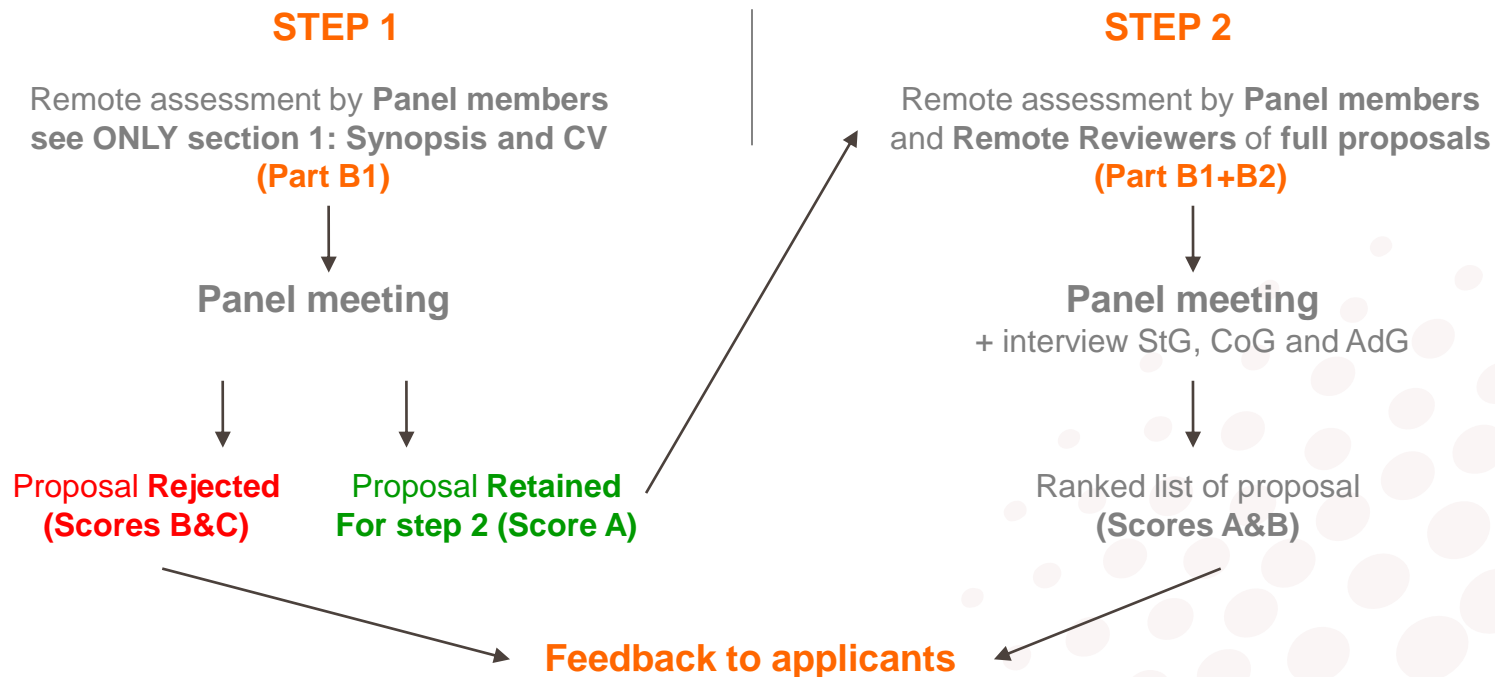 STEP 1
Remote assessment by Panel members
see ONLY section 1: Synopsis and CV
(Part B1)
Panel meeting
Proposal Rejected
(Scores B&C)
Proposal Retained
For step 2 (Score A)
STEP 2
Remote assessment by Panel members
and Remote Reviewers of full proposals
(Part B1+B2)
Panel meeting
+ interview StG, CoG and AdG
Ranked list of proposal
(Scores A&B)
Feedback to applicants